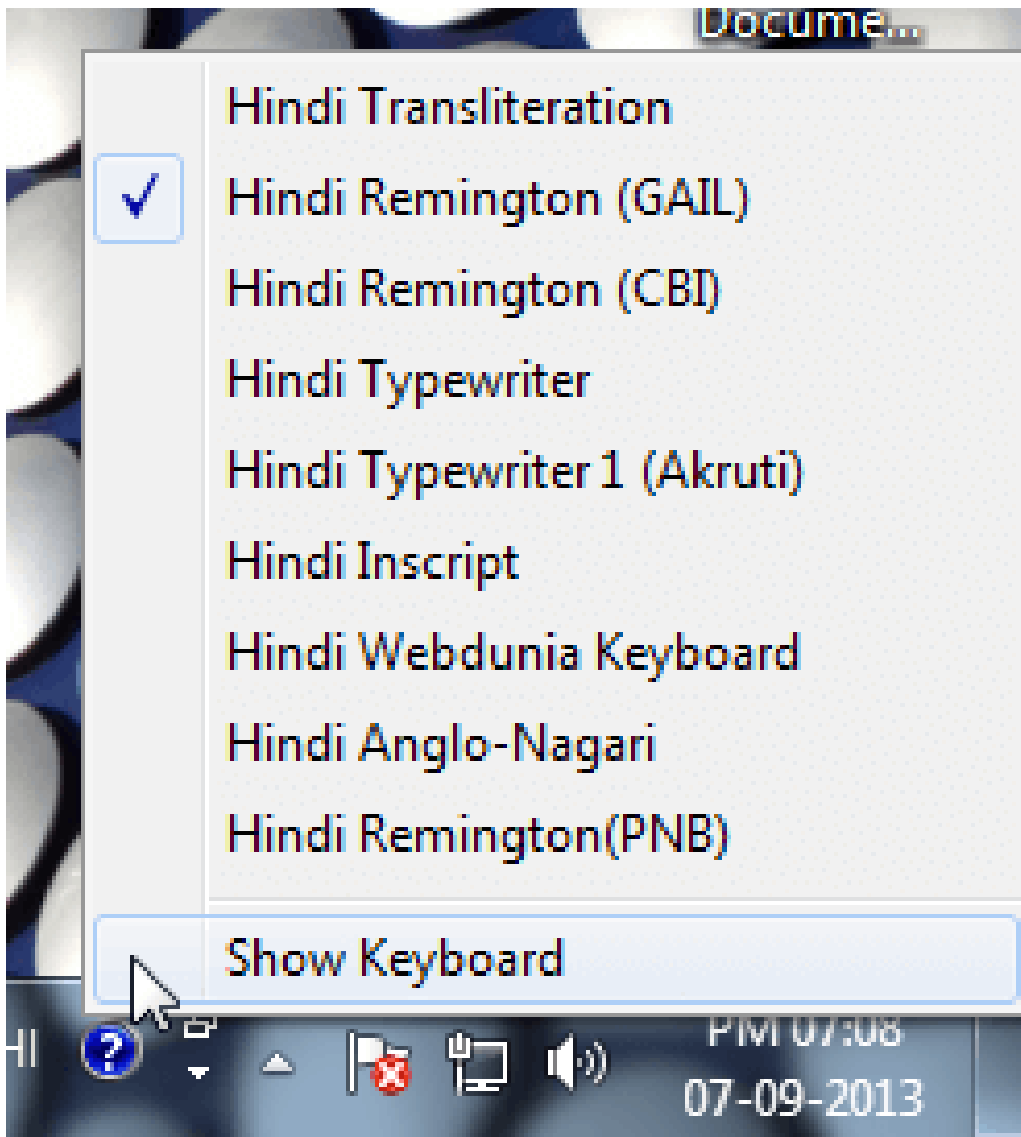 Docume...
Hindi Transliteration
Hindi Remington (GAIL)
Hindi Remington (CBI)
Hindi Typewriter
Hindi Typewriter 1 (Akruti)
Hindi Inscript
Hindi Webdunia Keyboard
Hindi Anglo-Nagari
Hindi Remington(PNB)
Show Keyboard
HI ? PM 07:08
07-09-2013